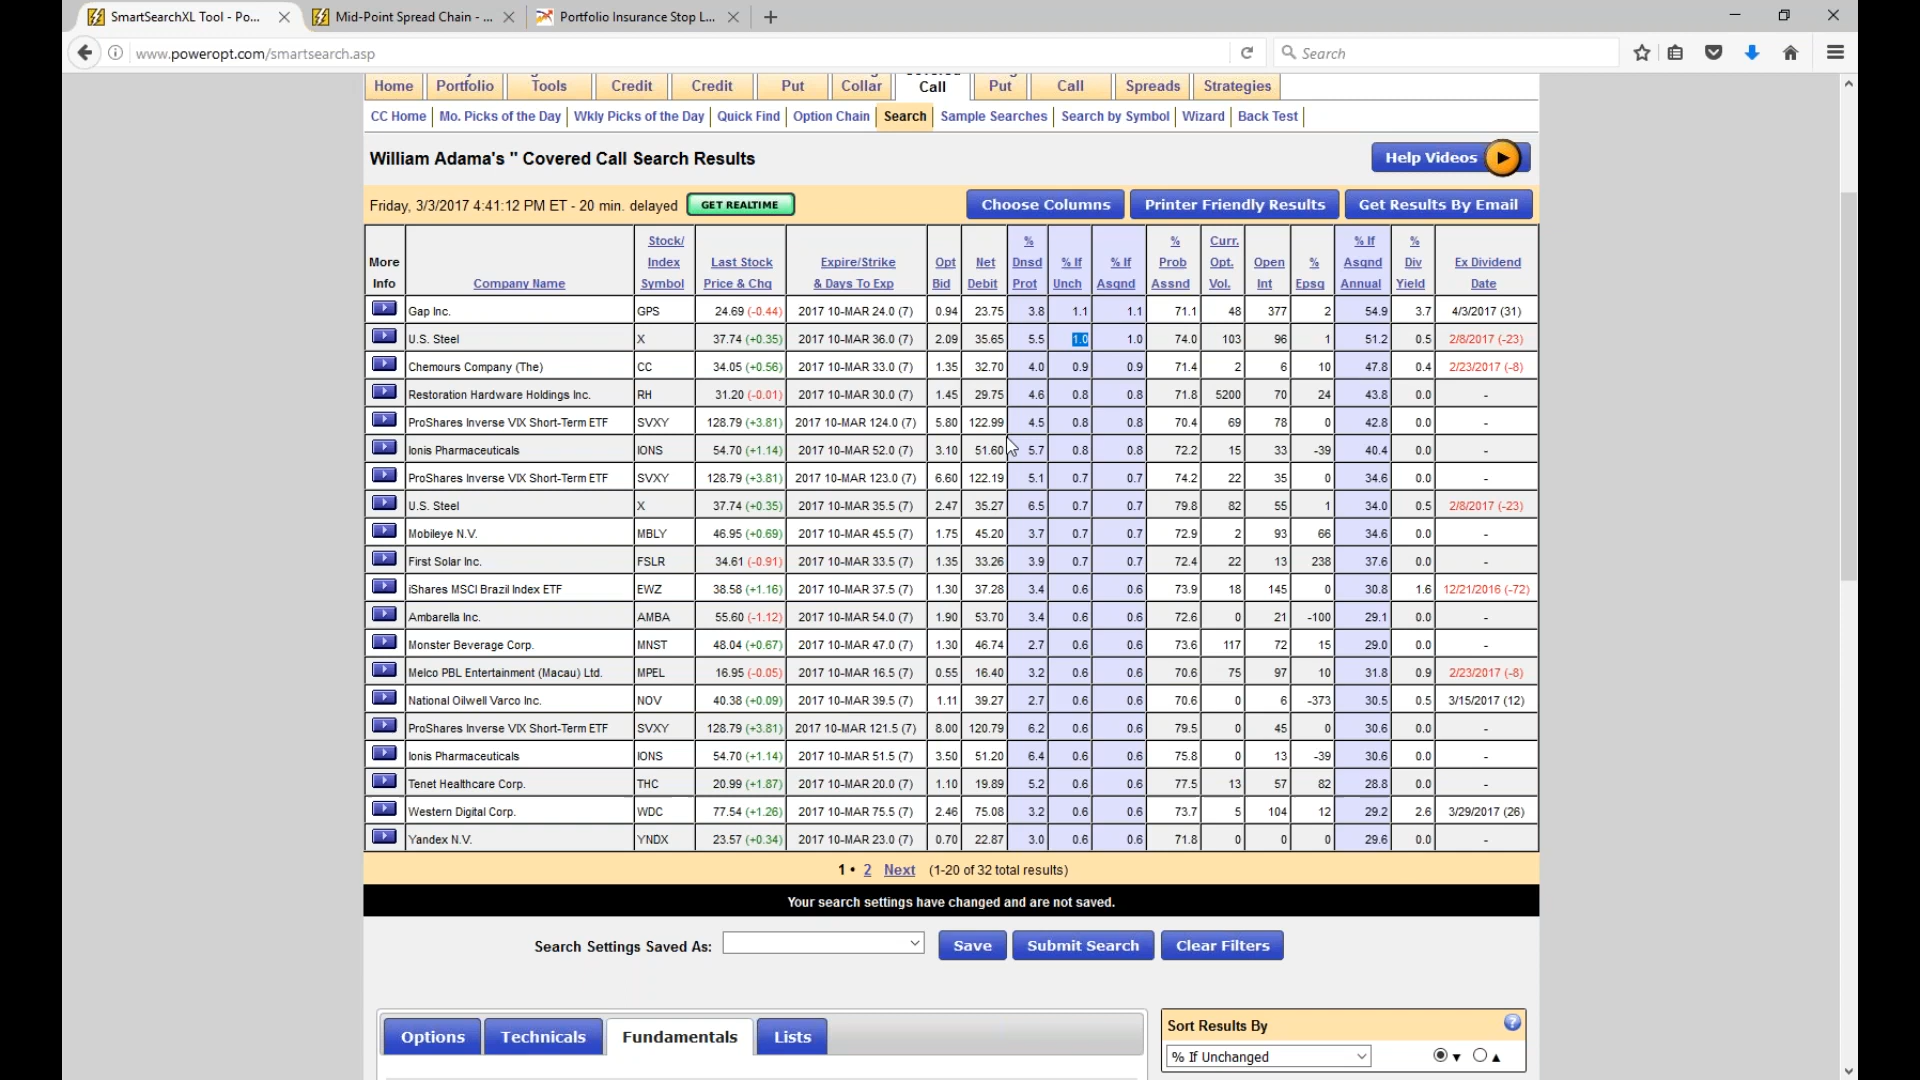 SmartSearchXL Tool - Po...
Mid-Point Spread Chain - ...
Portfolio Insurance Stop L...
www.poweropt.com/smartsearch.asp
Search
Home Portfolio Tools Credit Credit Put Collar Call Put Call Spreads Strategies
CC Home Mo. Picks of the Day Wkly Picks of the Day Quick Find Option Chain Search Sample Searches Search by Symbol Wizard Back Test
William Adama's " Covered Call Search Results
Help Videos
Friday, 3/3/2017 4:41:12 PM ET - 20 min. delayed GET REALTIME Choose Columns Printer Friendly Results Get Results By Email
More Info Company Name Stock/ Index Symbol Last Stock Price & Chg Expire/Strike & Days To Exp Opt Bid Net Debit % Dnsd Prot % If Unch % If Asgnd % Prob Assnd Curr. Opt. Vol. Open Int % Epsg % If Asgnd Annual % Div Yield Ex Dividend Date
Gap Inc. GPS 24.69 (-0.44) 2017 10-MAR 24.0 (7) 0.94 23.75 3.8 1.1 1.1 71.1 48 377 2 54.9 3.7 4/3/2017 (31)
U.S. Steel X 37.74 (+0.35) 2017 10-MAR 36.0 (7) 2.09 35.65 5.5 1.0 1.0 74.0 103 96 1 51.2 0.5 2/8/2017 (-23)
Chemours Company (The) CC 34.05 (+0.56) 2017 10-MAR 33.0 (7) 1.35 32.70 4.0 0.9 0.9 71.4 2 6 10 47.8 0.4 2/23/2017 (-8)
Restoration Hardware Holdings Inc. RH 31.20 (-0.01) 2017 10-MAR 30.0 (7) 1.45 29.75 4.6 0.8 0.8 71.8 5200 70 24 43.8 0.0 -
ProShares Inverse VIX Short-Term ETF SVXY 128.79 (+3.81) 2017 10-MAR 124.0 (7) 5.80 122.99 4.5 0.8 0.8 70.4 69 78 0 42.8 0.0 -
Ionis Pharmaceuticals IONS 54.70 (+1.14) 2017 10-MAR 52.0 (7) 3.10 51.60 5.7 0.8 0.8 72.2 15 33 -39 40.4 0.0 -
ProShares Inverse VIX Short-Term ETF SVXY 128.79 (+3.81) 2017 10-MAR 123.0 (7) 6.60 122.19 5.1 0.7 0.7 74.2 22 35 0 34.6 0.0 -
U.S. Steel X 37.74 (+0.35) 2017 10-MAR 35.5 (7) 2.47 35.27 6.5 0.7 0.7 79.8 82 55 1 34.0 0.5 2/8/2017 (-23)
Mobileye N.V. MBLY 46.95 (+0.69) 2017 10-MAR 45.5 (7) 1.75 45.20 3.7 0.7 0.7 72.9 2 93 66 34.6 0.0 -
First Solar Inc. FSLR 34.61 (-0.91) 2017 10-MAR 33.5 (7) 1.35 33.26 3.9 0.7 0.7 72.4 22 13 238 37.6 0.0 -
iShares MSCI Brazil Index ETF EWZ 38.58 (+1.16) 2017 10-MAR 37.5 (7) 1.30 37.28 3.4 0.6 0.6 73.9 18 145 0 30.8 1.6 12/21/2016 (-72)
Ambarella Inc. AMBA 55.60 (-1.12) 2017 10-MAR 54.0 (7) 1.90 53.70 3.4 0.6 0.6 72.6 0 21 -100 29.1 0.0 -
Monster Beverage Corp. MNST 48.04 (+0.67) 2017 10-MAR 47.0 (7) 1.30 46.74 2.7 0.6 0.6 73.6 117 72 15 29.0 0.0 -
Melco PBL Entertainment (Macau) Ltd. MPEL 16.95 (-0.05) 2017 10-MAR 16.5 (7) 0.55 16.40 3.2 0.6 0.6 70.6 75 97 10 31.8 0.9 2/23/2017 (-8)
National Oilwell Varco Inc. NOV 40.38 (+0.09) 2017 10-MAR 39.5 (7) 1.11 39.27 2.7 0.6 0.6 70.6 0 6 -373 30.5 0.5 3/15/2017 (12)
ProShares Inverse VIX Short-Term ETF SVXY 128.79 (+3.81) 2017 10-MAR 121.5 (7) 8.00 120.79 6.2 0.6 0.6 79.5 0 45 0 30.6 0.0 -
Ionis Pharmaceuticals IONS 54.70 (+1.14) 2017 10-MAR 51.5 (7) 3.50 51.20 6.4 0.6 0.6 75.8 0 13 -39 30.6 0.0 -
Tenet Healthcare Corp. THC 20.99 (+1.87) 2017 10-MAR 20.0 (7) 1.10 19.89 5.2 0.6 0.6 77.5 13 57 82 28.8 0.0 -
Western Digital Corp. WDC 77.54 (+1.26) 2017 10-MAR 75.5 (7) 2.46 75.08 3.2 0.6 0.6 73.7 5 104 12 29.2 2.6 3/29/2017 (26)
Yandex N.V. YNDX 23.57 (+0.34) 2017 10-MAR 23.0 (7) 0.70 22.87 3.0 0.6 0.6 71.8 0 0 0 29.6 0.0 -
1 • 2 Next (1-20 of 32 total results)
Your search settings have changed and are not saved.
Search Settings Saved As: Save Submit Search Clear Filters
Options Technicals Fundamentals Lists
Sort Results By
% If Unchanged